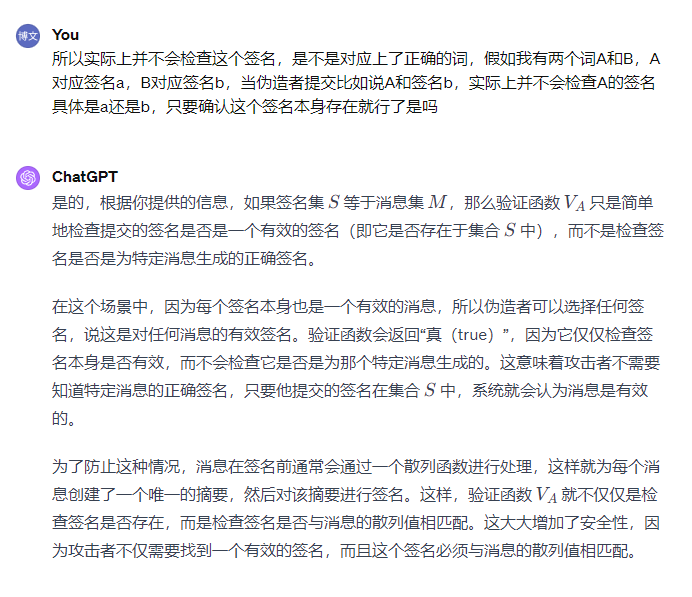 博文
You
所以实际上并不会检查这个签名，是不是对应上了正确的词，假如我有两个词A和B，A
对应签名a，B对应签名b，当伪造者提交比如说A和签名b，实际上并不会检查A的签名
具体是a还是b，只要确认这个签名本身存在就行了是吗
ChatGPT
是的，根据你提供的信息，如果签名集 S 等于消息集 M，那么验证函数 V_A 只是简单
地检查提交的签名是否是一个有效的签名（即它是否存在于集合 S 中），而不是检查签
名是否是为特定消息生成的正确签名。
在这个场景中，因为每个签名本身也是一个有效的消息，所以伪造者可以选择任何签
名，说这是对任何消息的有效签名。验证函数会返回“真（true）”，因为它仅仅检查签
名本身是否有效，而不会检查它是否是为那个特定消息生成的。这意味着攻击者不需要
知道特定消息的正确签名，只要他提交的签名在集合 S 中，系统就会认为消息是有效
的。
为了防止这种情况，消息在签名前通常会通过一个散列函数进行处理，这样就为每个消
息创建了一个唯一的摘要，然后对该摘要进行签名。这样，验证函数 V_A 就不仅仅是检
查签名是否存在，而是检查签名是否与消息的散列值相匹配。这大大增加了安全性，因
为攻击者不仅需要找到一个有效的签名，而且这个签名必须与消息的散列值相匹配。